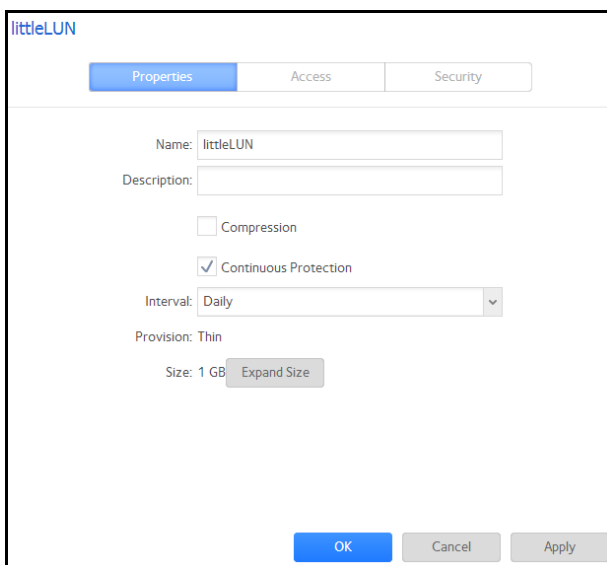 littleLUN
Properties Access Security
Name: littleLUN
Description:
Compression
Continuous Protection
Interval: Daily
Provision: Thin
Size: 1 GB Expand Size
OK Cancel Apply